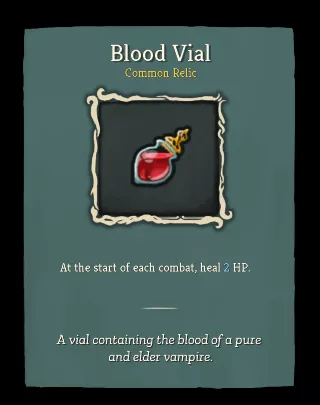 Blood Vial
Common Relic
At the start of each combat, heal 2 HP.
A vial containing the blood of a pure
and elder vampire.